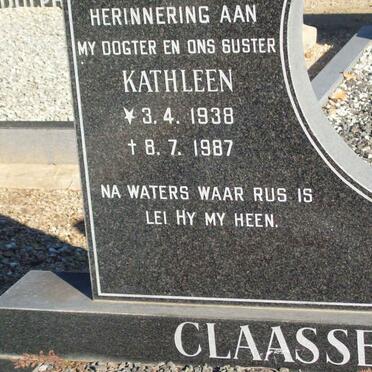 HERINNERING AAN
MY DOGTER EN ONS SUSTER
KATHLEEN
* 3. 4. 1938
† 8. 7. 1987
NA WATERS WAAR RUS IS
LEI HY MY HEEN.
CLAASSE